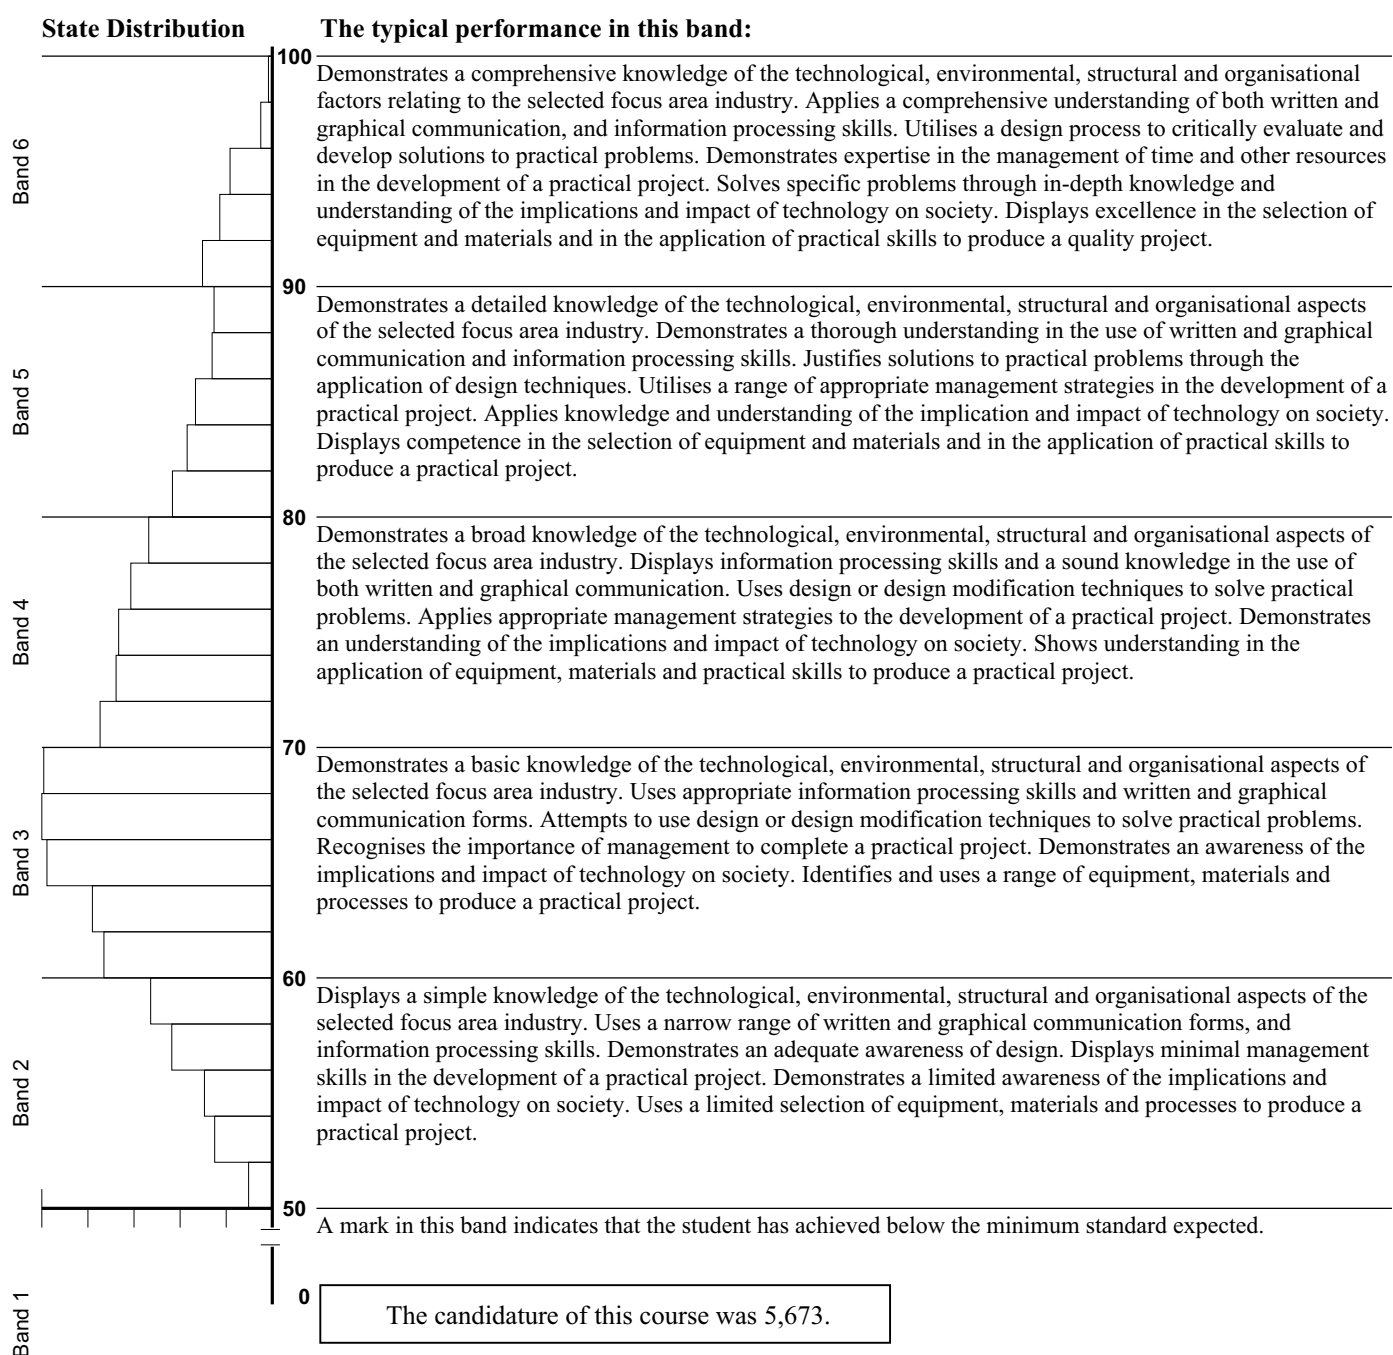 State Distribution
The typical performance in this band:
100
Band 6
Demonstrates a comprehensive knowledge of the technological, environmental, structural and organisational
factors relating to the selected focus area industry. Applies a comprehensive understanding of both written and
graphical communication, and information processing skills. Utilises a design process to critically evaluate and
develop solutions to practical problems. Demonstrates expertise in the management of time and other resources
in the development of a practical project. Solves specific problems through in-depth knowledge and
understanding of the implications and impact of technology on society. Displays excellence in the selection of
equipment and materials and in the application of practical skills to produce a quality project.
90
Band 5
Demonstrates a detailed knowledge of the technological, environmental, structural and organisational aspects
of the selected focus area industry. Demonstrates a thorough understanding in the use of written and graphical
communication and information processing skills. Justifies solutions to practical problems through the
application of design techniques. Utilises a range of appropriate management strategies in the development of a
practical project. Applies knowledge and understanding of the implication and impact of technology on society.
Displays competence in the selection of equipment and materials and in the application of practical skills to
produce a practical project.
80
Band 4
Demonstrates a broad knowledge of the technological, environmental, structural and organisational aspects of
the selected focus area industry. Displays information processing skills and a sound knowledge in the use of
both written and graphical communication. Uses design or design modification techniques to solve practical
problems. Applies appropriate management strategies to the development of a practical project. Demonstrates
an understanding of the implications and impact of technology on society. Shows understanding in the
application of equipment, materials and practical skills to produce a practical project.
70
Band 3
Demonstrates a basic knowledge of the technological, environmental, structural and organisational aspects of
the selected focus area industry. Uses appropriate information processing skills and written and graphical
communication forms. Attempts to use design or design modification techniques to solve practical problems.
Recognises the importance of management to complete a practical project. Demonstrates an awareness of the
implications and impact of technology on society. Identifies and uses a range of equipment, materials and
processes to produce a practical project.
60
Band 2
Displays a simple knowledge of the technological, environmental, structural and organisational aspects of the
selected focus area industry. Uses a narrow range of written and graphical communication forms, and
information processing skills. Demonstrates an adequate awareness of design. Displays minimal management
skills in the development of a practical project. Demonstrates a limited awareness of the implications and
impact of technology on society. Uses a limited selection of equipment, materials and processes to produce a
practical project.
50
A mark in this band indicates that the student has achieved below the minimum standard expected.
Band 1
0
The candidature of this course was 5,673.